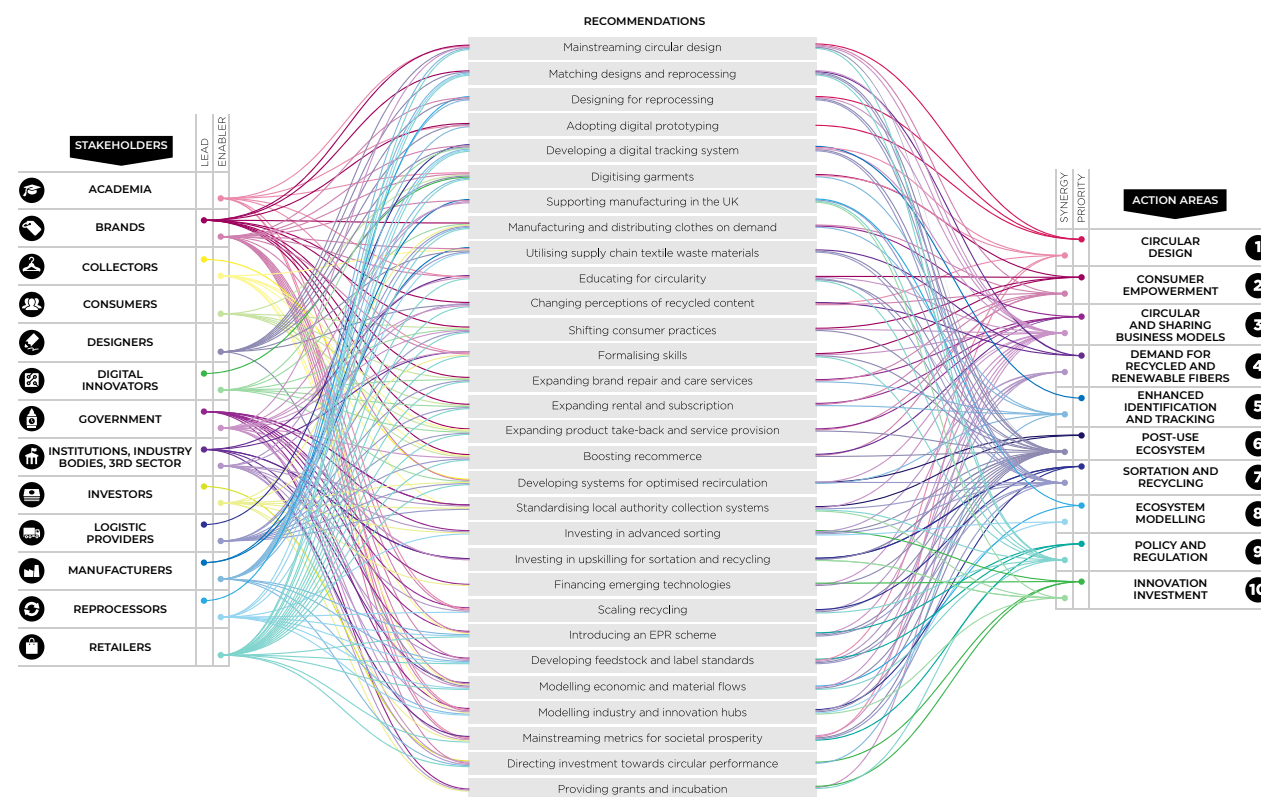 RECOMMENDATIONS
Mainstreaming circular design
Matching designs and reprocessing
Designing for reprocessing
Adopting digital prototyping
Developing a digital tracking system
Digitising garments
Supporting manufacturing in the UK
Manufacturing and distributing clothes on demand
Utilising supply chain textile waste materials
Educating for circularity
Changing perceptions of recycled content
Shifting consumer practices
Formalising skills
Expanding brand repair and care services
Expanding rental and subscription
Expanding product take-back and service provision
Boosting recommerce
Developing systems for optimised recirculation
Standardising local authority collection systems
Investing in advanced sorting
Investing in upskilling for sortation and recycling
Financing emerging technologies
Scaling recycling
Introducing an EPR scheme
Developing feedstock and label standards
Modelling economic and material flows
Modelling industry and innovation hubs
Mainstreaming metrics for societal prosperity
Directing investment towards circular performance
Providing grants and incubation
STAKEHOLDERS
LEAD
ENABLER
ACADEMIA
BRANDS
COLLECTORS
CONSUMERS
DESIGNERS
DIGITAL
INNOVATORS
GOVERNMENT
INSTITUTIONS, INDUSTRY
BODIES, 3RD SECTOR
INVESTORS
LOGISTIC
PROVIDERS
MANUFACTURERS
REPROCESSORS
RETAILERS
SYNERGY
PRIORITY
ACTION AREAS
CIRCULAR
DESIGN
1
CONSUMER
EMPOWERMENT
2
CIRCULAR
AND SHARING
BUSINESS MODELS
3
DEMAND FOR
RECYCLED AND
RENEWABLE FIBERS
4
ENHANCED
IDENTIFICATION
AND TRACKING
5
POST-USE
ECOSYSTEM
6
SORTATION AND
RECYCLING
7
ECOSYSTEM
MODELLING
8
POLICY AND
REGULATION
9
INNOVATION
INVESTMENT
10